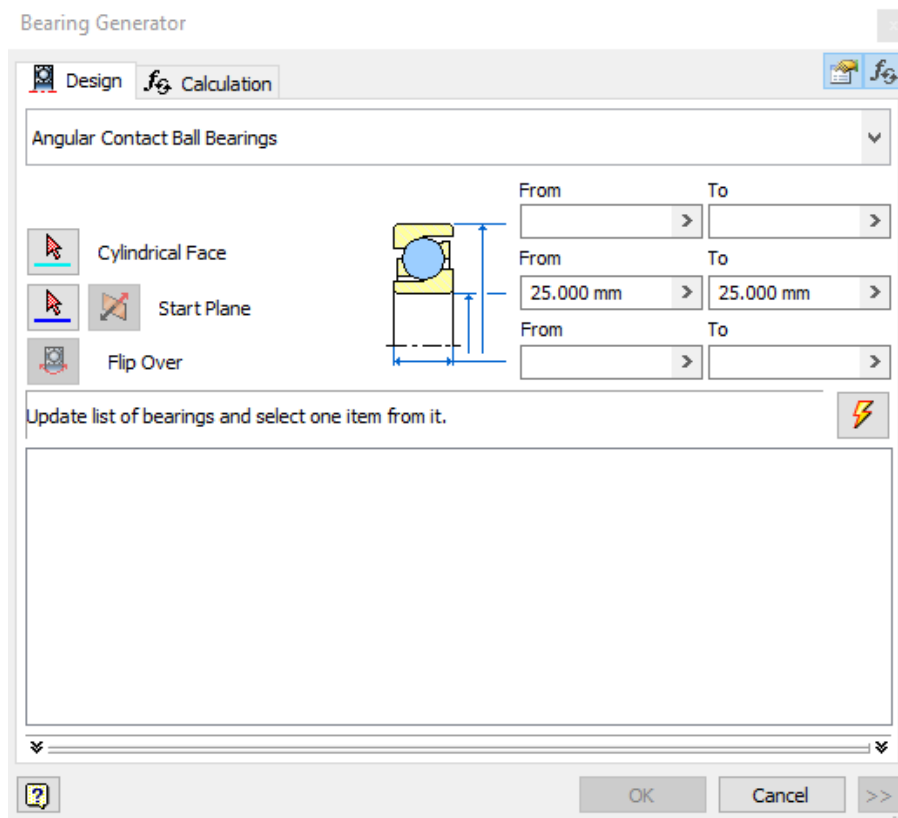 Bearing Generator
Design
Calculation
Angular Contact Ball Bearings
From To
From To
Cylindrical Face
25.000 mm 25.000 mm
Start Plane
From To
Flip Over
Update list of bearings and select one item from it.
OK Cancel >>